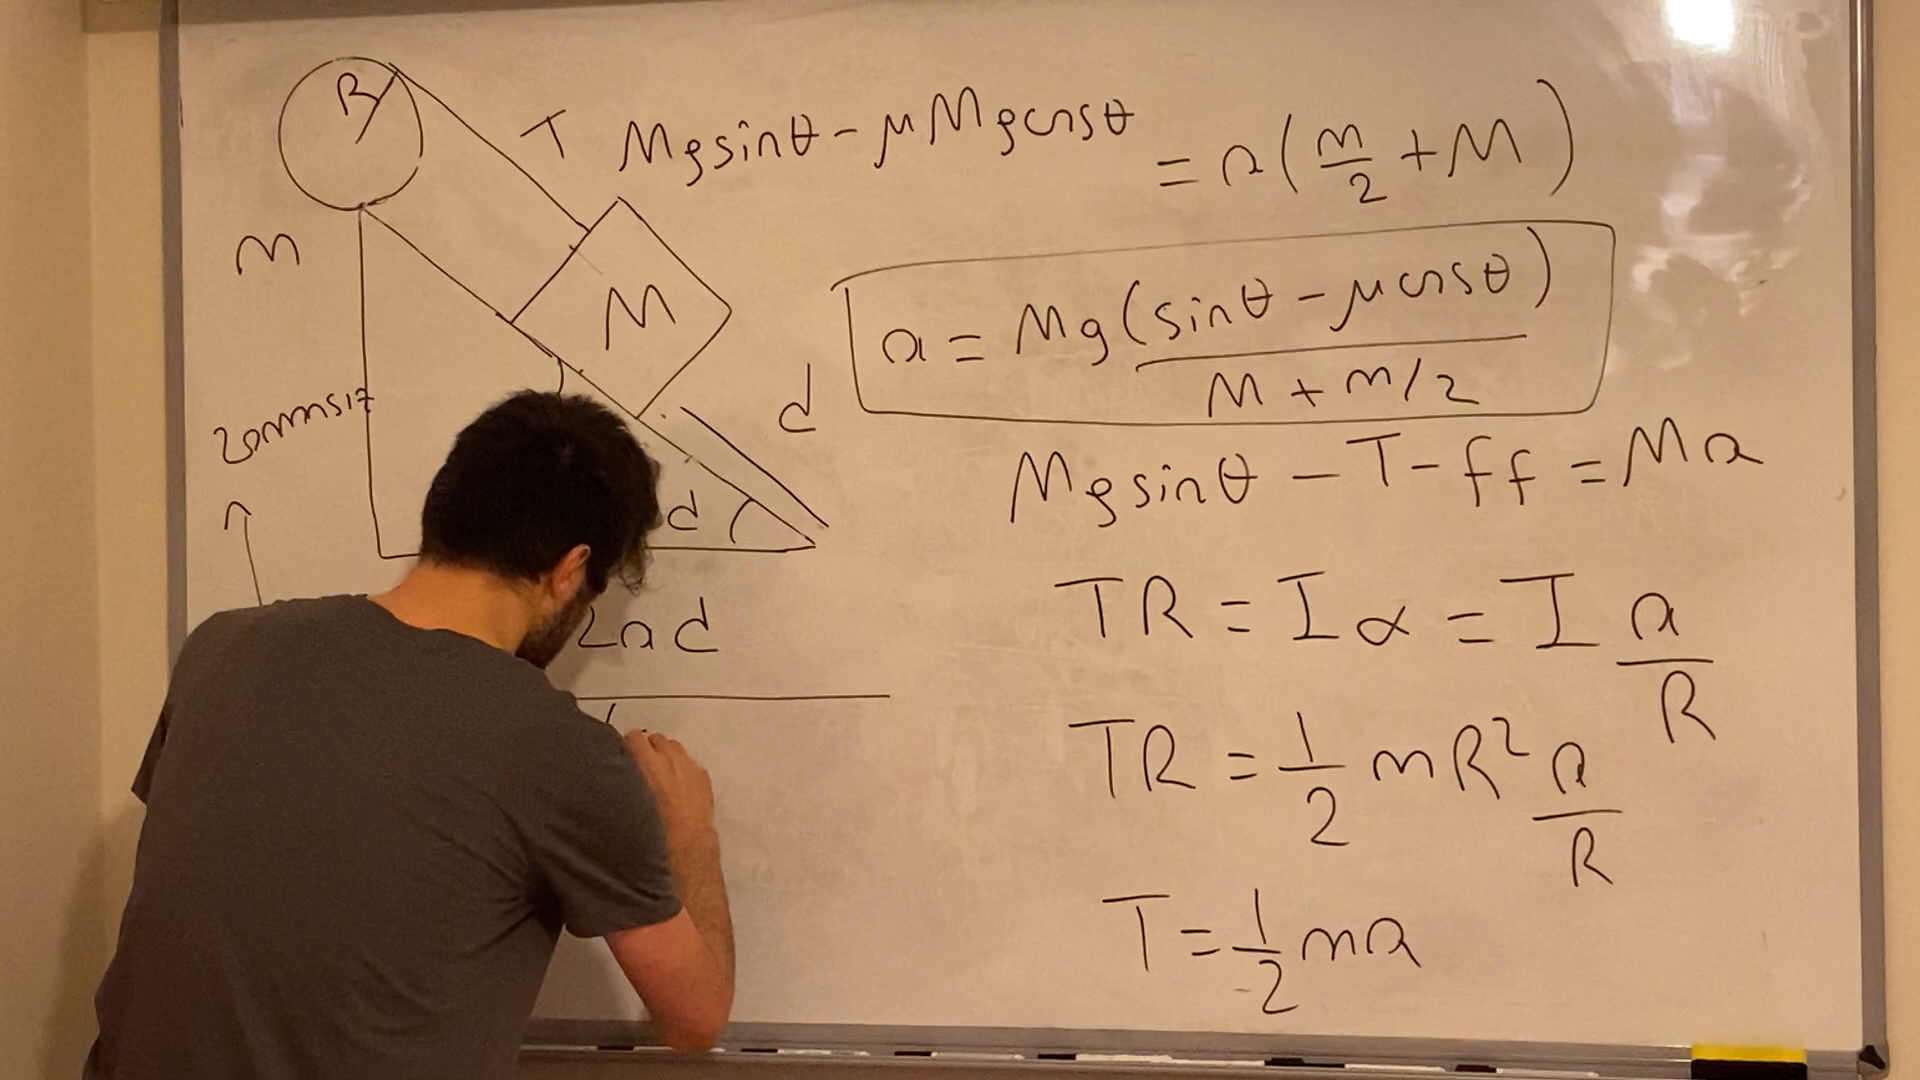 R
T
m
M
d
d
2ad
Mgsinθ - μMgcosθ = a(m/2 + M)
a = Mg(sinθ - μcosθ)
M + m/2
Mgsinθ - T - ff = Ma
TR = Iα = I a/R
TR = 1/2 mR² a/R
T = 1/2 ma